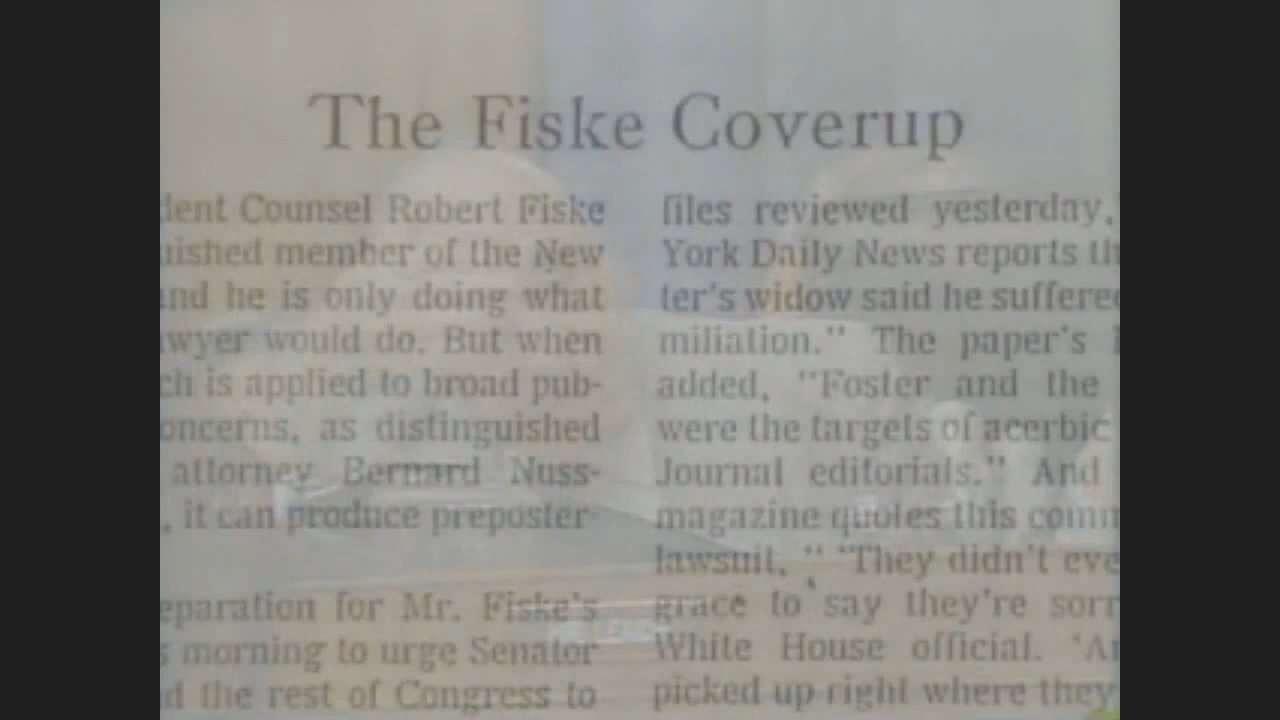 The Fiske Coverup
dent Counsel Robert Fiske
uished member of the New
and he is only doing what
awyer would do. But when
ch is applied to broad pub-
oncerns, as distinguished
attorney Bernard Nuss-
, it can produce preposter-
eparation for Mr. Fiske's
s morning to urge Senator
d the rest of Congress to
files reviewed yesterday,
York Daily News reports th
ter's widow said he suffered
miliation." The paper's
added, "Foster and the
were the targets of acerbic
Journal editorials." And
magazine quotes this comm
lawsuit, " "They didn't eve
grace to say they're sorr
White House official. 'An
picked up right where they